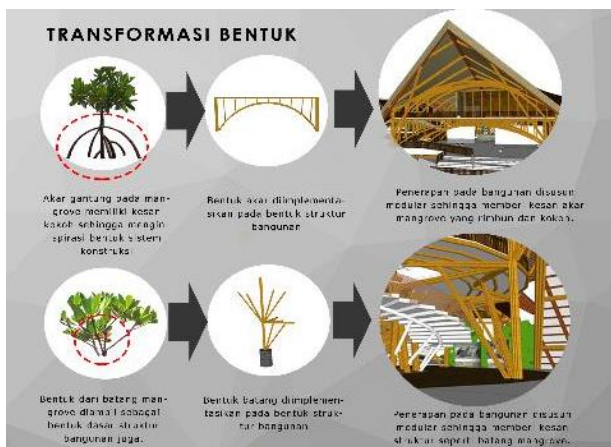 TRANSFORMASI BENTUK
Akar gantung pada man-
grove memiliki kesan
kokoh sehingga mengin
spirasi bentuk sistem
konstruksi
Bentuk akar diimplementa-
sikan pada bentuk struktur
bangunan
Penerapan pada bangunan disusun
modular sehingga memberi kesan akar
mangrove yang rimbun dan kokoh.
Bentuk dari batang man-
grove diambil sebagai
bentuk dasar struktur
bangunan juga.
Bentuk batang diimplemen-
tasikan pada bentuk struk-
tur bangunan
Penerapan pada bangunan disusun
modular sehingga memberi kesan
struktur seperti batang mangrove.